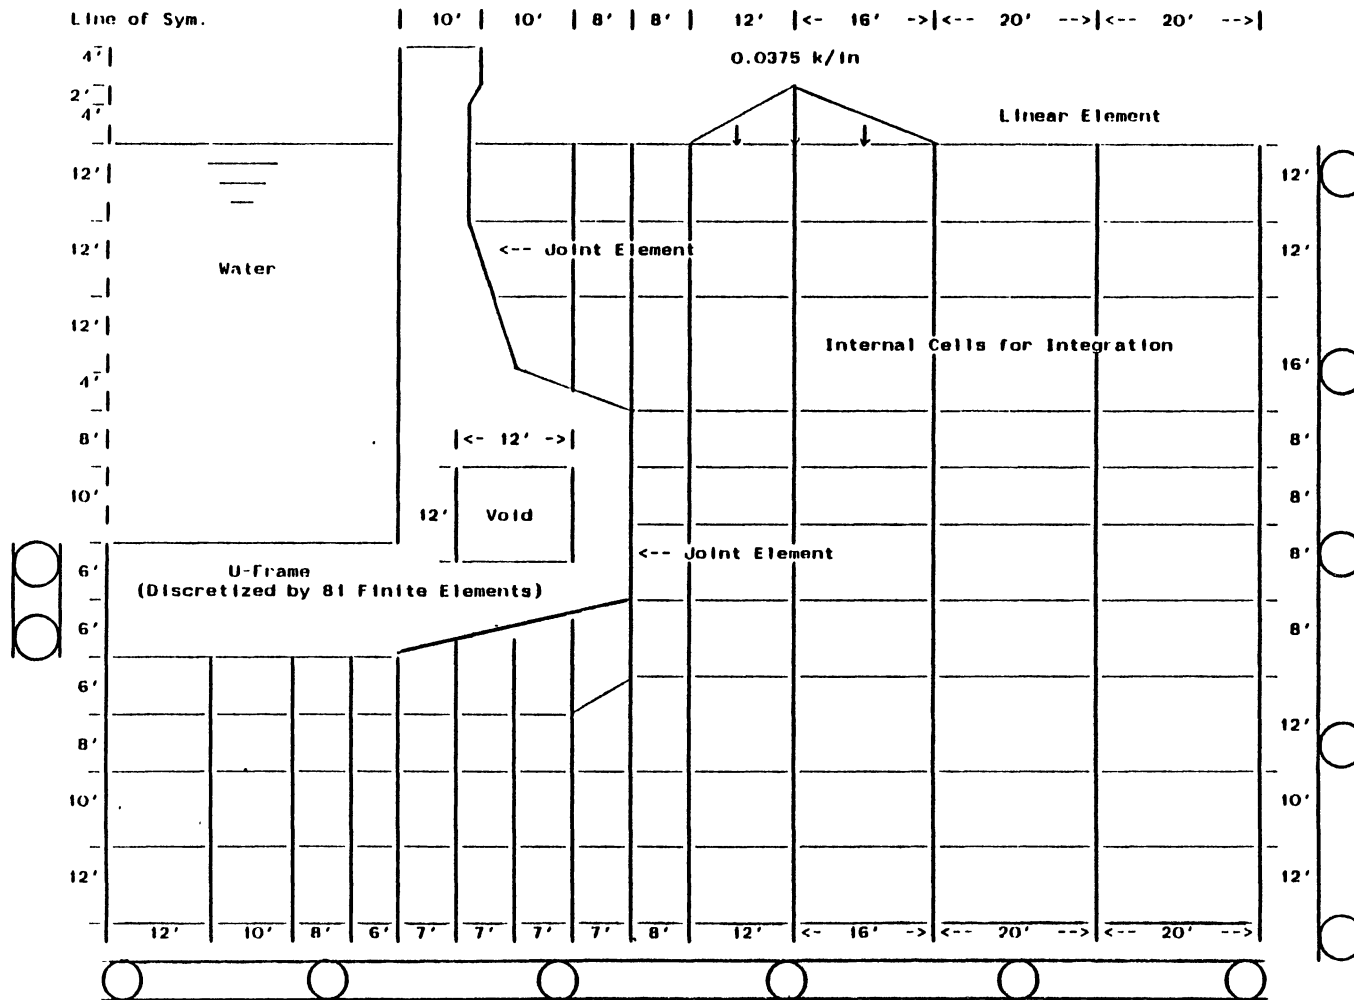 Line of Sym.
|  10'  |  10'  | 8' | 8' |  12'  |<-  16'  ->|<--  20'  -->|<--  20'  -->|
4'
0.0375 k/in
2'
4'
Linear Element
12'
12'
12'
<-- Joint Element
12'
Water
12'
Internal Cells for Integration
16'
4'
8'
|<- 12' ->|
8'
10'
12'
Void
8'
<-- Joint Element
8'
6'
U-Frame
(Discretized by 81 Finite Elements)
6'
8'
6'
12'
8'
10'
10'
12'
12'
12'
10'
8'
6'
7'
7'
7'
7'
8'
12'
<-  16'  ->|<--  20'  -->|<--  20'  -->